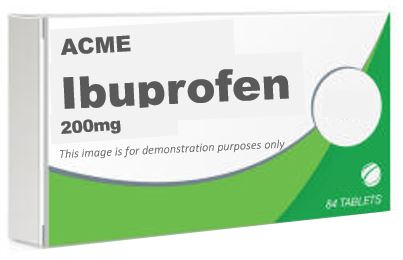 ACME
Ibuprofen
200mg
This image is for demonstration purposes only
84 TABLETS